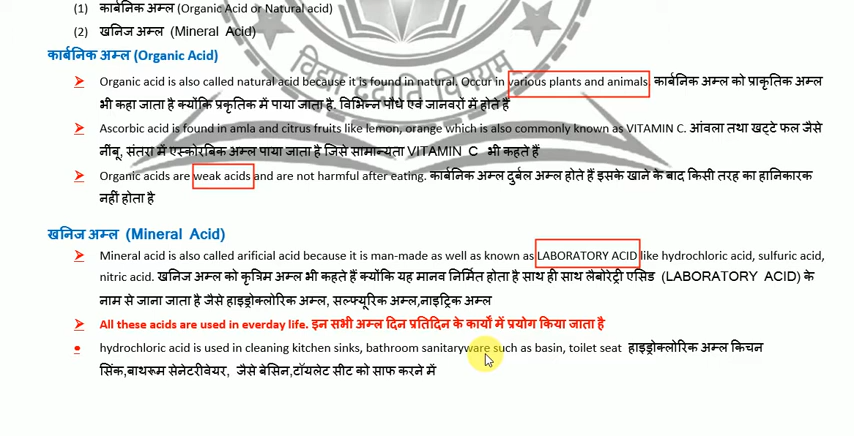 (1) कार्बनिक अम्ल (Organic Acid or Natural acid)
(2) खनिज अम्ल (Mineral Acid)
कार्बनिक अम्ल (Organic Acid)
➢ Organic acid is also called natural acid because it is found in natural. Occur in various plants and animals. कार्बनिक अम्ल को प्राकृतिक अम्ल
भी कहा जाता है क्योंकि प्रकृतिक में पाया जाता है. विभिन्न पौधे एवं जानवरों में होते हैं
➢ Ascorbic acid is found in amla and citrus fruits like lemon, orange which is also commonly known as VITAMIN C. आंवला तथा खट्टे फल जैसे
नींबू, संतरा में एस्कोरबिक अम्ल पाया जाता है जिसे सामान्यता VITAMIN C भी कहते हैं
➢ Organic acids are weak acids and are not harmful after eating. कार्बनिक अम्ल दुर्बल अम्ल होते हैं इसके खाने के बाद किसी तरह का हानिकारक
नहीं होता है
खनिज अम्ल (Mineral Acid)
➢ Mineral acid is also called arificial acid because it is man-made as well as known as LABORATORY ACID like hydrochloric acid, sulfuric acid,
nitric acid. खनिज अम्ल को कृत्रिम अम्ल भी कहते हैं क्योंकि यह मानव निर्मित होता है साथ ही साथ लैबोरेट्री एसिड (LABORATORY ACID) के
नाम से जाना जाता है जैसे हाइड्रोक्लोरिक अम्ल, सल्फ्यूरिक अम्ल,नाइट्रिक अम्ल
➢ All these acids are used in everday life. इन सभी अम्ल दिन प्रतिदिन के कार्यों में प्रयोग किया जाता है
• hydrochloric acid is used in cleaning kitchen sinks, bathroom sanitaryware such as basin, toilet seat हाइड्रोक्लोरिक अम्ल किचन
सिंक,बाथरूम सेनेटरीवेयर, जैसे बेसिन,टॉयलेट सीट को साफ करने में